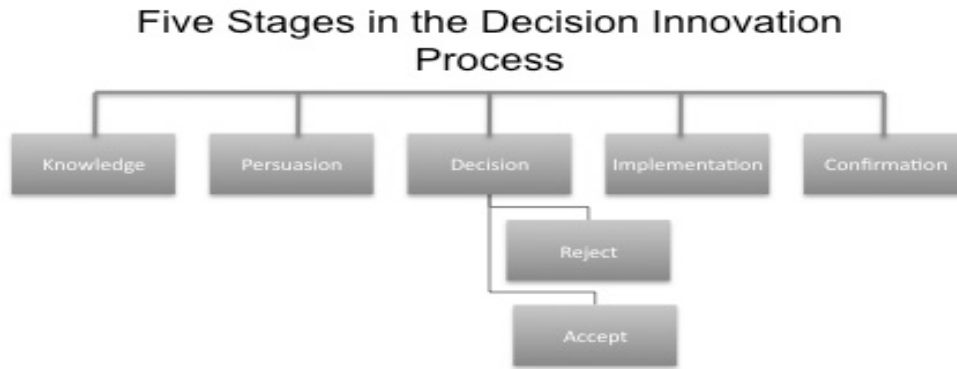 Five Stages in the Decision Innovation
Process
Knowledge
Persuasion
Decision
Implementation
Confirmation
Reject
Accept